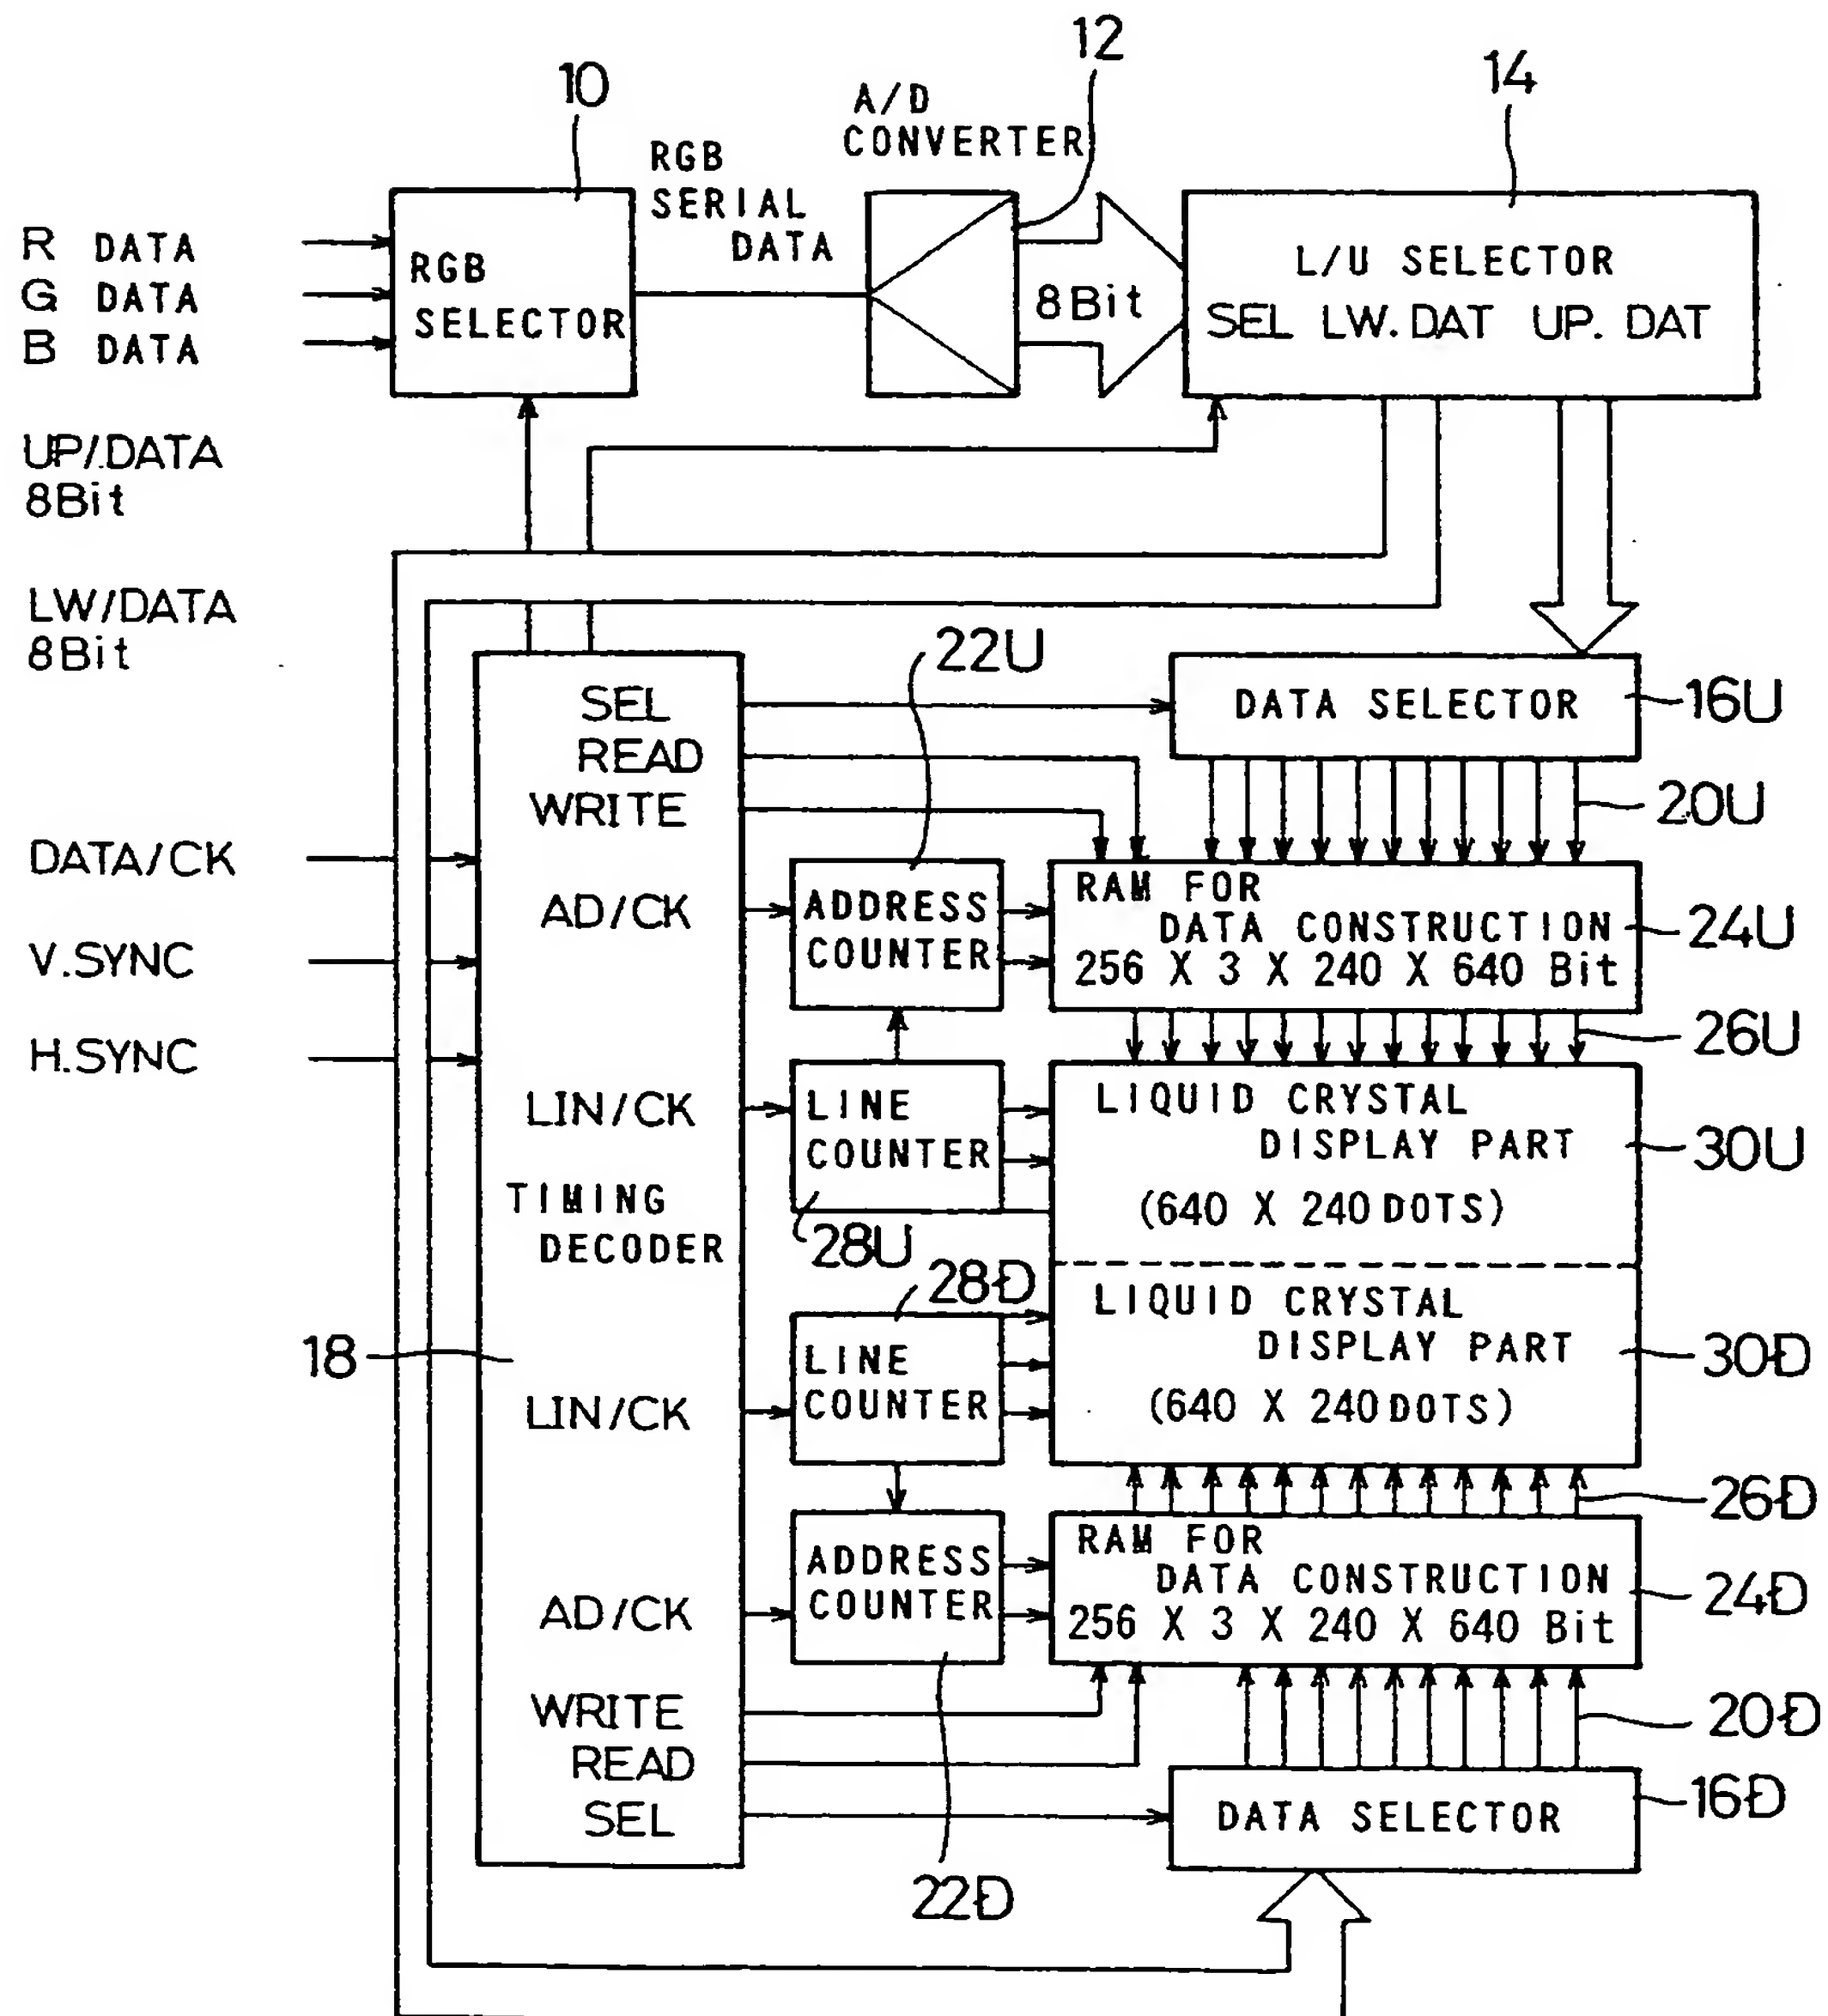 12
14
10
A/D
CONVERTER
RGB
SERIAL
DATA
R DATA
G DATA
B DATA
RGB
SELECTOR
8Bit
L/U SELECTOR
SEL LW.DAT UP. DAT
UP/.DATA
8Bit
LW/DATA
8Bit
22U
SEL
READ
WRITE
DATA SELECTOR
16U
20U
DATA/CK
V.SYNC
H.SYNC
AD/CK
ADDRESS
COUNTER
RAM FOR
DATA CONSTRUCTION
256 X 3 X 240 X 640 Bit
24U
26U
LIN/CK
LINE
COUNTER
LIQUID CRYSTAL
DISPLAY PART
(640 X 240 DOTS)
30U
TIMING
DECODER
28U
28D
LIQUID CRYSTAL
DISPLAY PART
(640 X 240 DOTS)
30D
18
LINE
COUNTER
LIN/CK
26D
ADDRESS
COUNTER
RAM FOR
DATA CONSTRUCTION
256 X 3 X 240 X 640 Bit
24D
AD/CK
WRITE
READ
SEL
20D
DATA SELECTOR
16D
22D